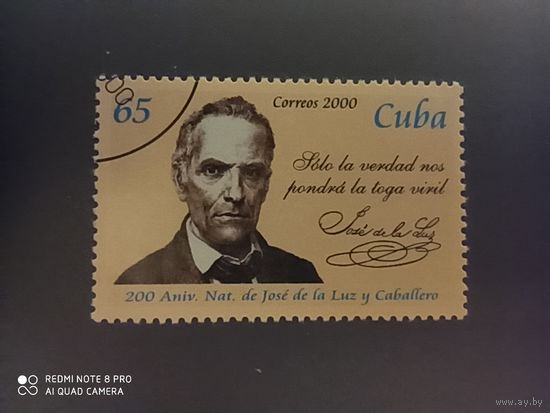 65
Correos 2000
Cuba
Sólo la verdad nos
pondrá la toga viril
José de la Luz
200 Aniv. Nat. de José de la Luz y Caballero
REDMI NOTE 8 PRO
AI QUAD CAMERA
www.ay.by